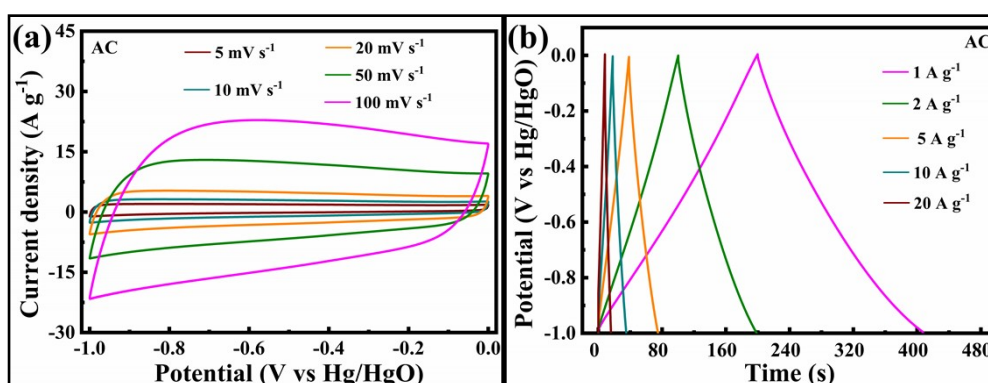 (a)
AC
5 mV s⁻¹
20 mV s⁻¹
50 mV s⁻¹
10 mV s⁻¹
100 mV s⁻¹
Current density (A g⁻¹)
45
30
15
0
-15
-30
-1.0 -0.8 -0.6 -0.4 -0.2 0.0
Potential (V vs Hg/HgO)
(b)
AC
1 A g⁻¹
2 A g⁻¹
5 A g⁻¹
10 A g⁻¹
20 A g⁻¹
Potential (V vs Hg/HgO)
0.0
-0.2
-0.4
-0.6
-0.8
-1.0
0 80 160 240 320 400 480
Time (s)